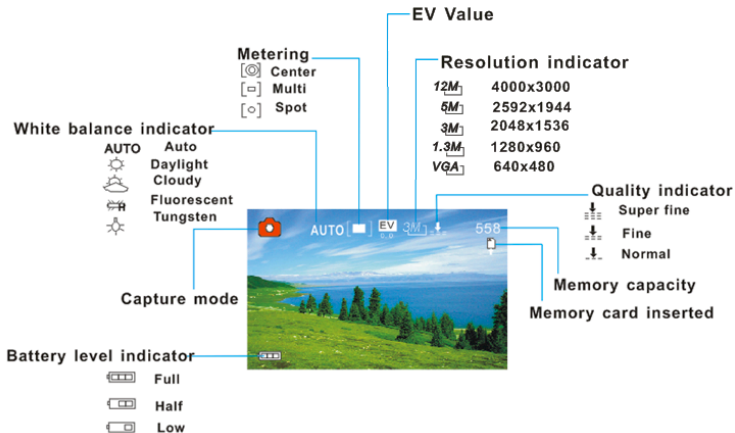 EV Value
Metering
Center
Multi
Spot
Resolution indicator
12M 4000x3000
5M 2592x1944
3M 2048x1536
1.3M 1280x960
VGA 640x480
White balance indicator
AUTO Auto
Daylight
Cloudy
Fluorescent
Tungsten
Quality indicator
Super fine
Fine
Normal
AUTO EV 0.0 3M 558
Capture mode
Memory capacity
Memory card inserted
Battery level indicator
Full
Half
Low